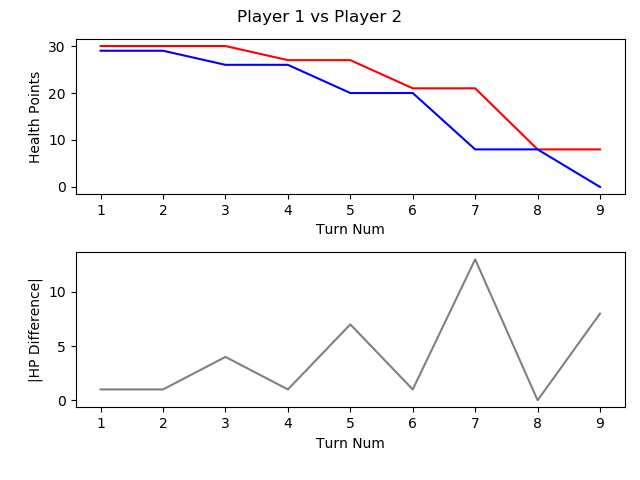 Player 1 vs Player 2
30
20
10
0
Health Points
1 2 3 4 5 6 7 8 9
Turn Num
10
5
0
|HP Difference|
1 2 3 4 5 6 7 8 9
Turn Num